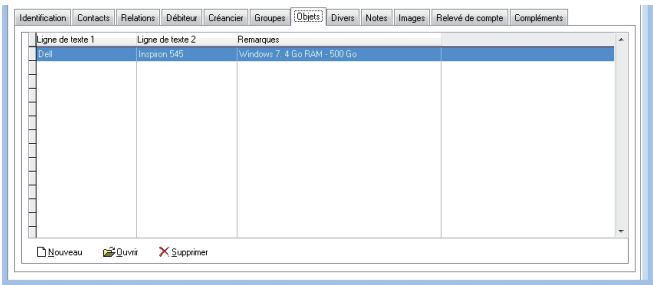 Identification Contacts Relations Débiteur Créancier Groupes Objets Divers Notes Images Relevé de compte Compléments
Ligne de texte 1 Ligne de texte 2 Remarques
Dell Inspiron 545 Windows 7. 4 Go RAM - 500 Go
Nouveau Ouvrir Supprimer